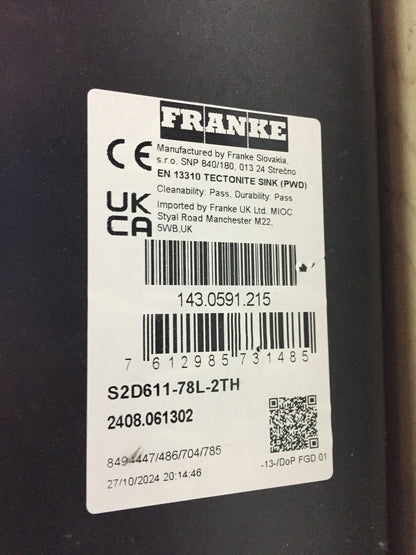 FRANKE
CE
Manufactured by Franke Slovakia,
s.r.o. SNP 840/180, 013 24 Strečno
EN 13310 TECTONITE SINK (PWD)
Cleanability: Pass, Durability: Pass
UK
CA
Imported by Franke UK Ltd. MIOC
Styal Road Manchester M22,
5WB,UK
143.0591.215
7 612985 731485
S2D611-78L-2TH
2408.061302
8494447/486/704/785
27/10/2024 20:14:46
-13-/DoP FGD 01